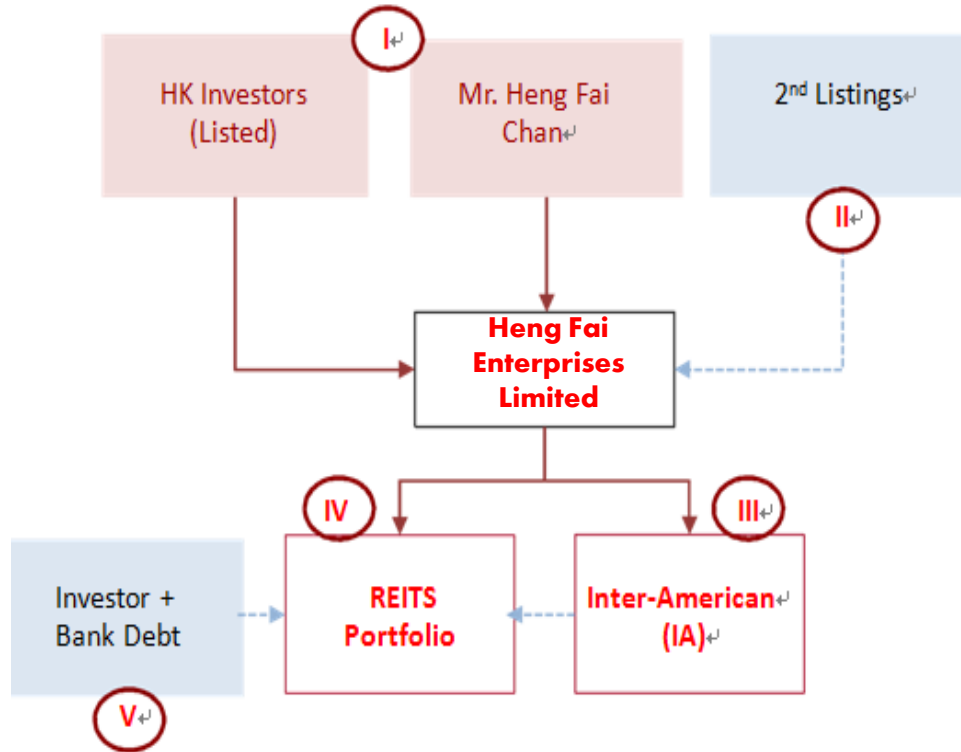 I
HK Investors
(Listed)
Mr. Heng Fai
Chan
2nd Listings
II
Heng Fai
Enterprises
Limited
IV
III
Investor +
Bank Debt
REITS
Portfolio
Inter-American
(IA)
V